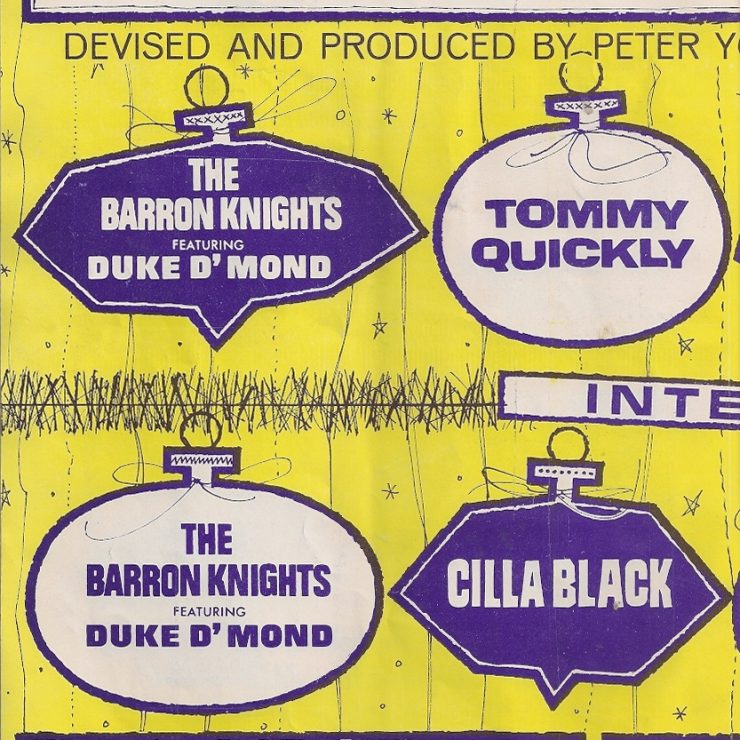 DEVISED AND PRODUCED BY PETER
THE
BARRON KNIGHTS
FEATURING
DUKE D' MOND
TOMMY
QUICKLY
INTE
THE
BARRON KNIGHTS
FEATURING
DUKE D' MOND
CILLA BLACK